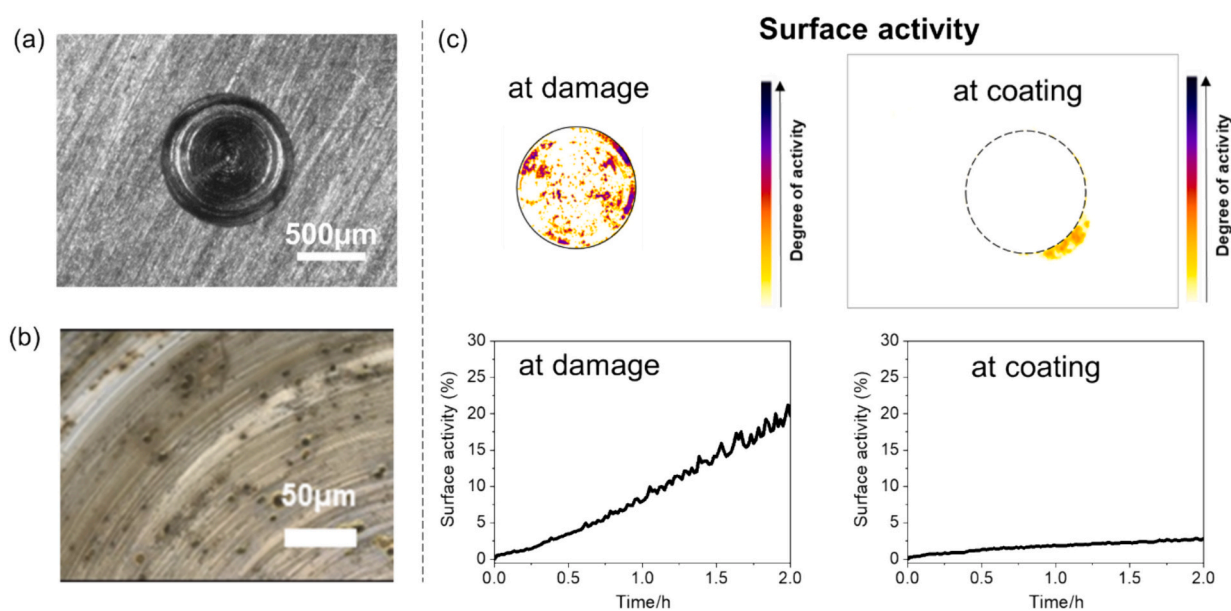 (a)
500μm
(b)
50μm
(c)
Surface activity
at damage
Degree of activity
at coating
Degree of activity
at damage
Surface activity (%)
30
25
20
15
10
5
0
0.0 0.5 1.0 1.5 2.0
Time/h
at coating
Surface activity (%)
30
25
20
15
10
5
0
0.0 0.5 1.0 1.5 2.0
Time/h